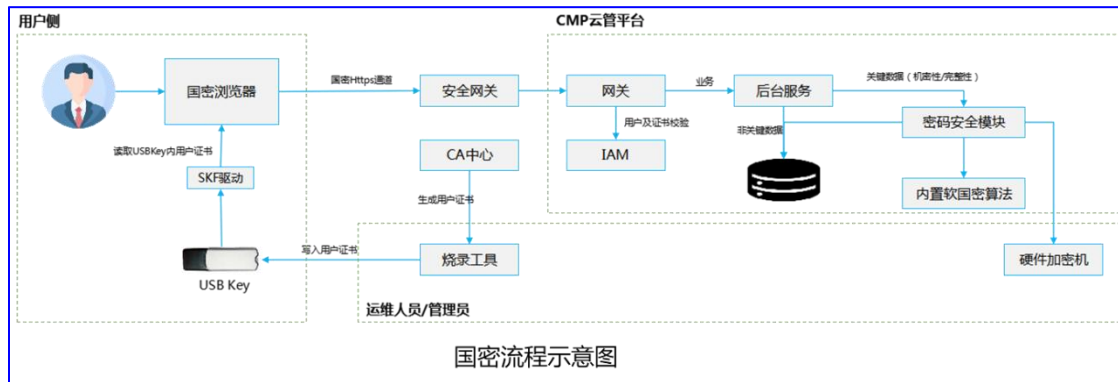 用户侧
CMP云管平台
国密浏览器
国密Https通道
安全网关
网关
业务
后台服务
关键数据（机密性/完整性）
密码安全模块
用户及证书校验
非关键数据
读取USBKey内用户证书
CA中心
IAM
SKF驱动
内置软国密算法
生成用户证书
写入用户证书
烧录工具
硬件加密机
USB Key
运维人员/管理员
国密流程示意图